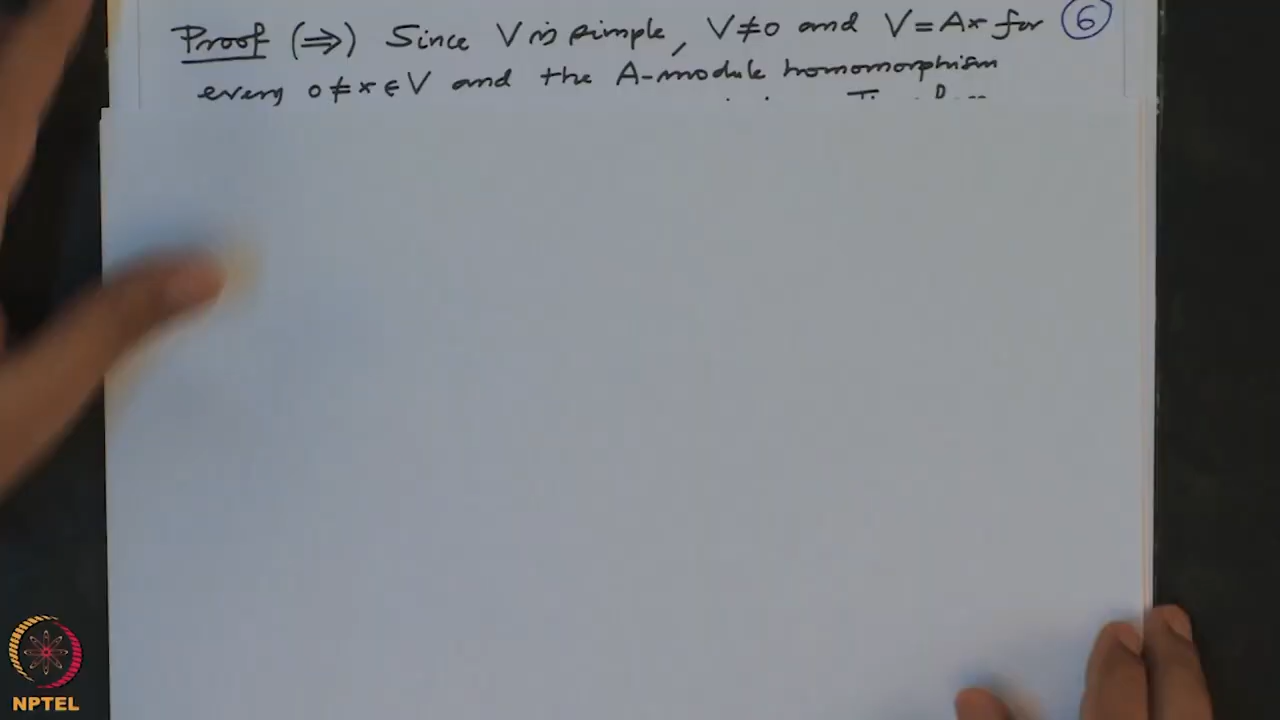 Proof (⇒) Since V is simple, V≠0 and V=Ax for 6
every 0≠x∈V and the A-module homomorphism
NPTEL